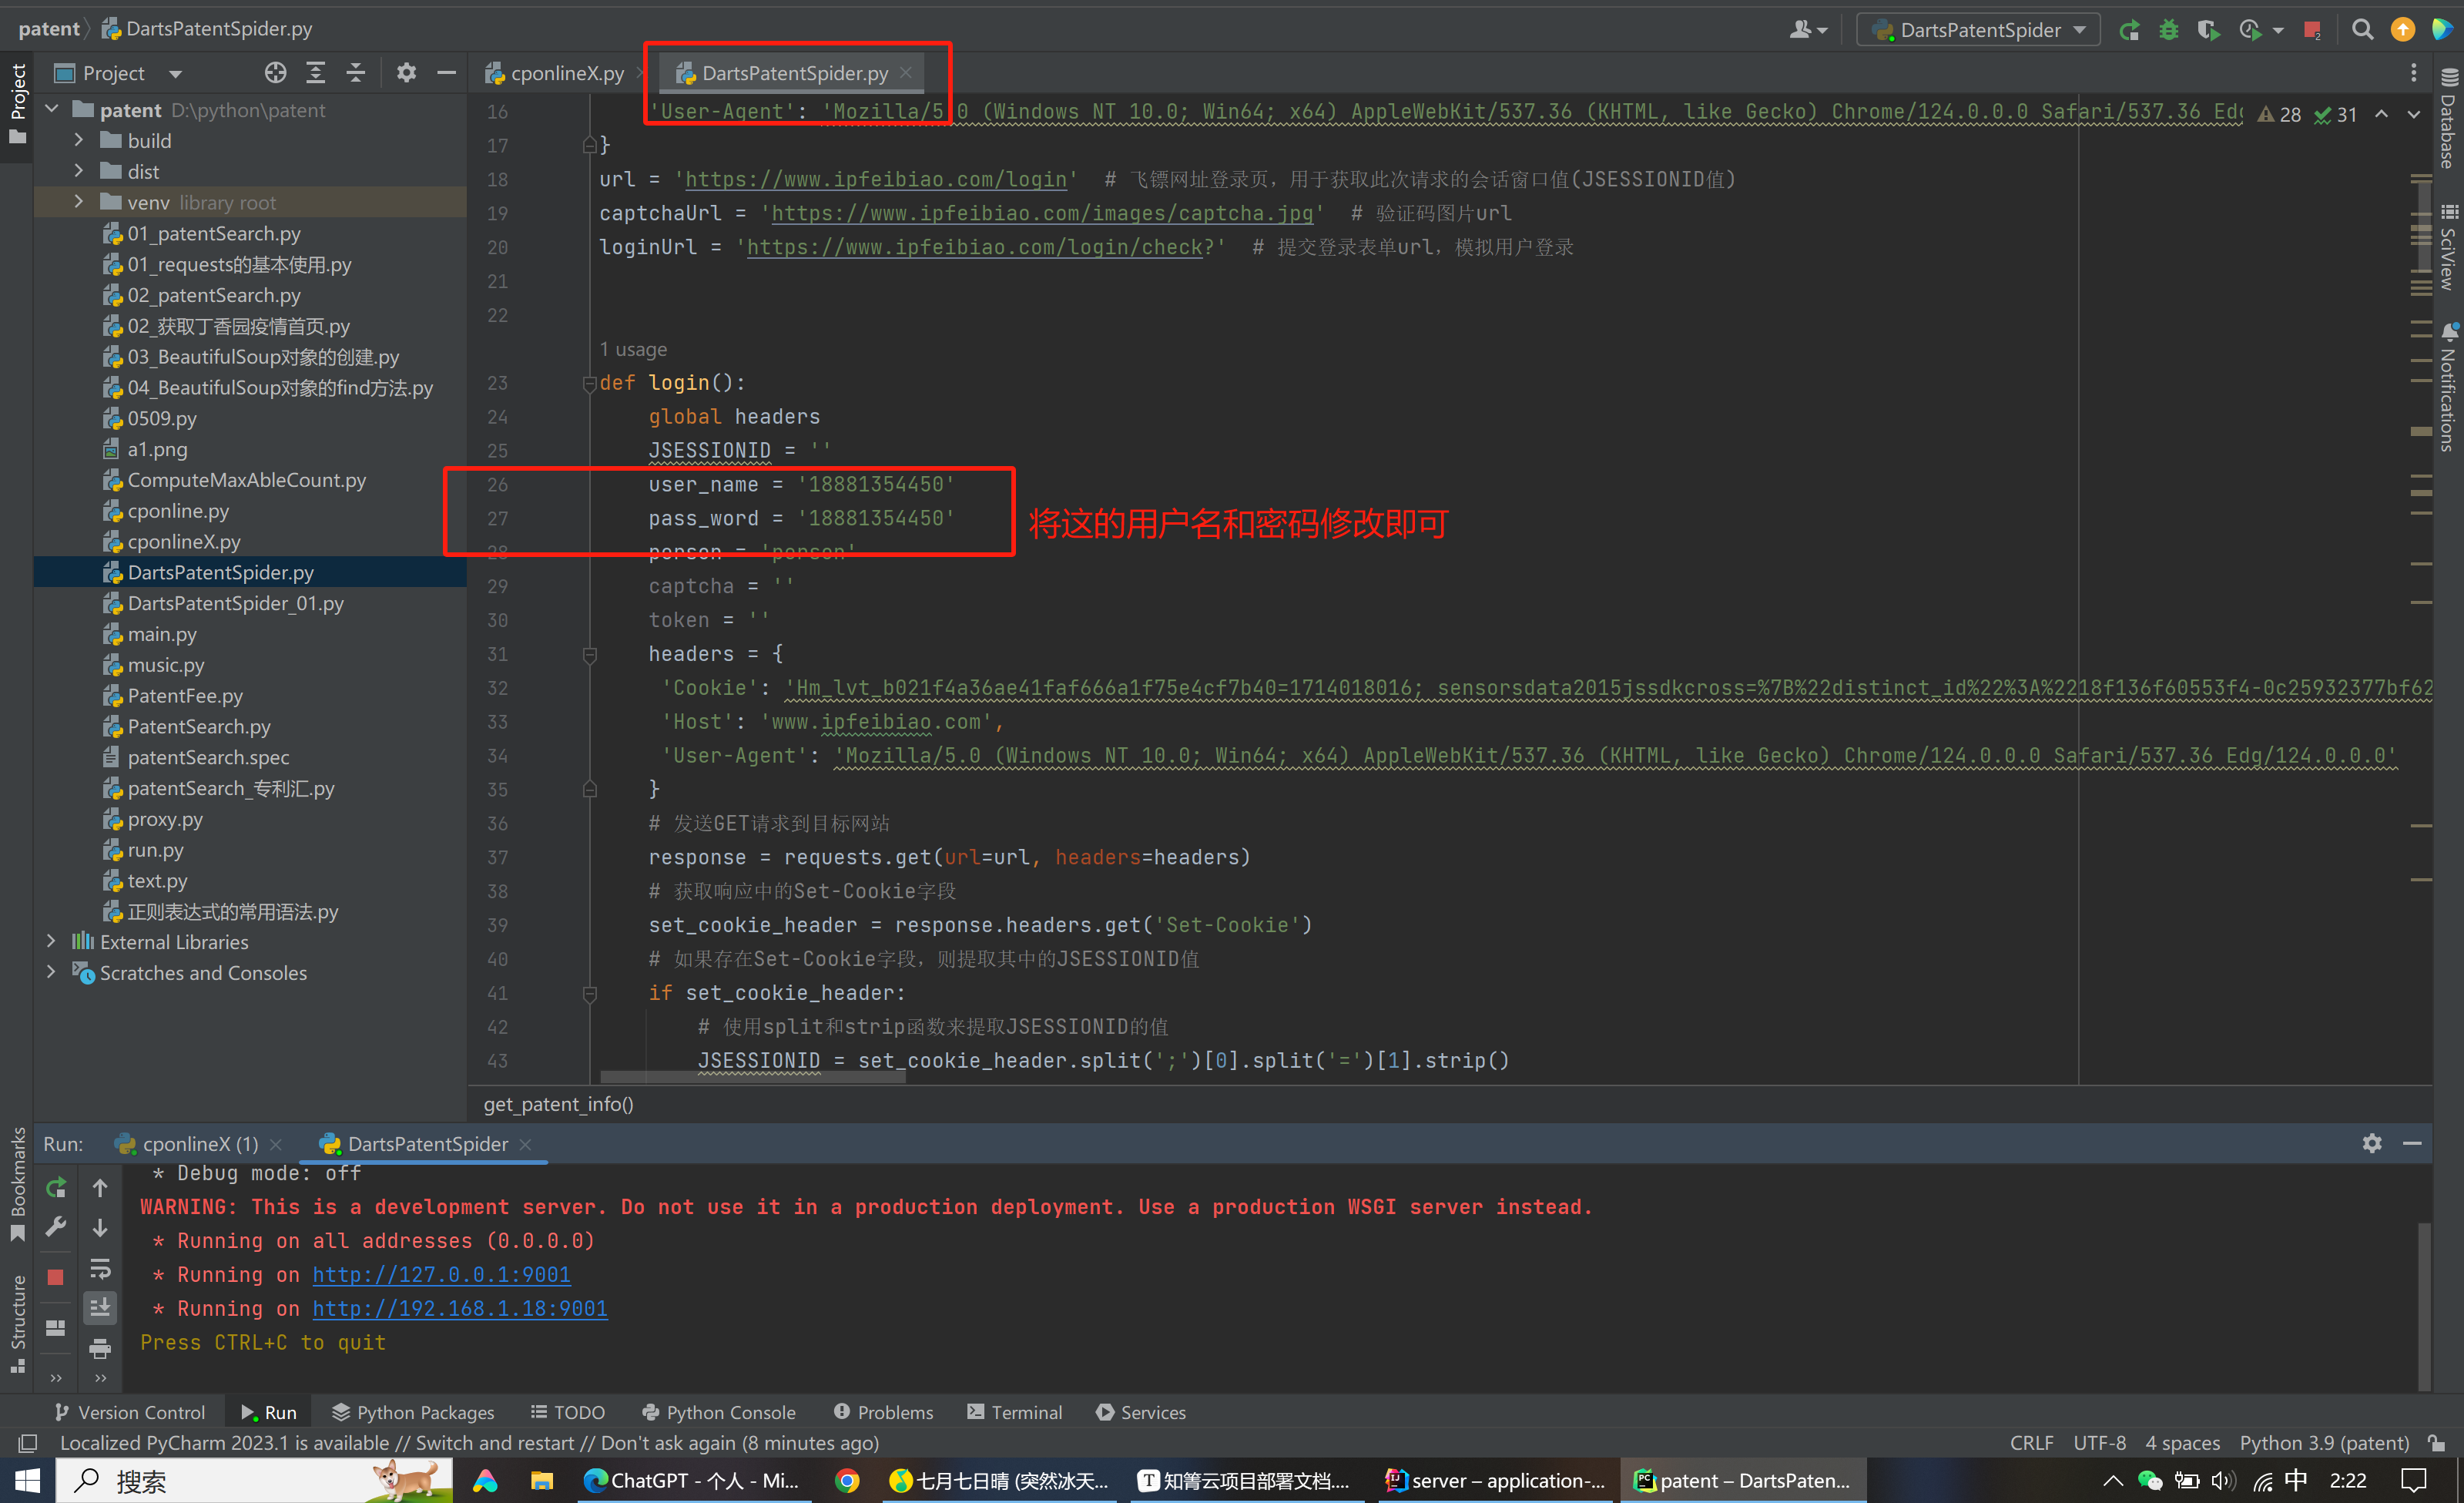 patent DartsPatentSpider.py
DartsPatentSpider
Project
cponlineX.py
DartsPatentSpider.py
patent D:\python\patent
build
dist
venv library root
01_patentSearch.py
01_requests的基本使用.py
02_patentSearch.py
02_获取丁香园疫情首页.py
03_BeautifulSoup对象的创建.py
04_BeautifulSoup对象的find方法.py
0509.py
a1.png
ComputeMaxAbleCount.py
cponline.py
cponlineX.py
DartsPatentSpider.py
DartsPatentSpider_01.py
main.py
music.py
PatentFee.py
PatentSearch.py
patentSearch.spec
patentSearch_专利汇.py
proxy.py
run.py
text.py
正则表达式的常用语法.py
External Libraries
Scratches and Consoles
16 'User-Agent': 'Mozilla/5.0 (Windows NT 10.0; Win64; x64) AppleWebKit/537.36 (KHTML, like Gecko) Chrome/124.0.0.0 Safari/537.36 Edg
28 31
17 }
18 url = 'https://www.ipfeibiao.com/login' # 飞镖网址登录页，用于获取此次请求的会话窗口值(JSESSIONID值)
19 captchaUrl = 'https://www.ipfeibiao.com/images/captcha.jpg' # 验证码图片url
20 loginUrl = 'https://www.ipfeibiao.com/login/check?' # 提交登录表单url，模拟用户登录
21
22
1 usage
23 def login():
24 global headers
25 JSESSIONID = ''
26 user_name = '18881354450'
27 pass_word = '18881354450'
将这的用户名和密码修改即可
28 person = 'person'
29 captcha = ''
30 token = ''
31 headers = {
32 'Cookie': 'Hm_lvt_b021f4a36ae41faf666a1f75e4cf7b40=1714018016; sensorsdata2015jssdkcross=%7B%22distinct_id%22%3A%2218f136f60553f4-0c25932377bf62
33 'Host': 'www.ipfeibiao.com',
34 'User-Agent': 'Mozilla/5.0 (Windows NT 10.0; Win64; x64) AppleWebKit/537.36 (KHTML, like Gecko) Chrome/124.0.0.0 Safari/537.36 Edg/124.0.0.0'
35 }
36 # 发送GET请求到目标网站
37 response = requests.get(url=url, headers=headers)
38 # 获取响应中的Set-Cookie字段
39 set_cookie_header = response.headers.get('Set-Cookie')
40 # 如果存在Set-Cookie字段，则提取其中的JSESSIONID值
41 if set_cookie_header:
42 # 使用split和strip函数来提取JSESSIONID的值
43 JSESSIONID = set_cookie_header.split(';')[0].split('=')[1].strip()
get_patent_info()
Project
Bookmarks
Structure
Database
SciView
Notifications
Run: cponlineX (1) DartsPatentSpider
* Debug mode: off
WARNING: This is a development server. Do not use it in a production deployment. Use a production WSGI server instead.
* Running on all addresses (0.0.0.0)
* Running on http://127.0.0.1:9001
* Running on http://192.168.1.18:9001
Press CTRL+C to quit
Version Control Run Python Packages TODO Python Console Problems Terminal Services
Localized PyCharm 2023.1 is available // Switch and restart // Don't ask again (8 minutes ago)
CRLF UTF-8 4 spaces Python 3.9 (patent)
搜索
ChatGPT - 个人 - Mi...
七月七日晴 (突然冰天...
知箐云项目部署文档....
server – application-...
patent – DartsPaten...
中
2:22